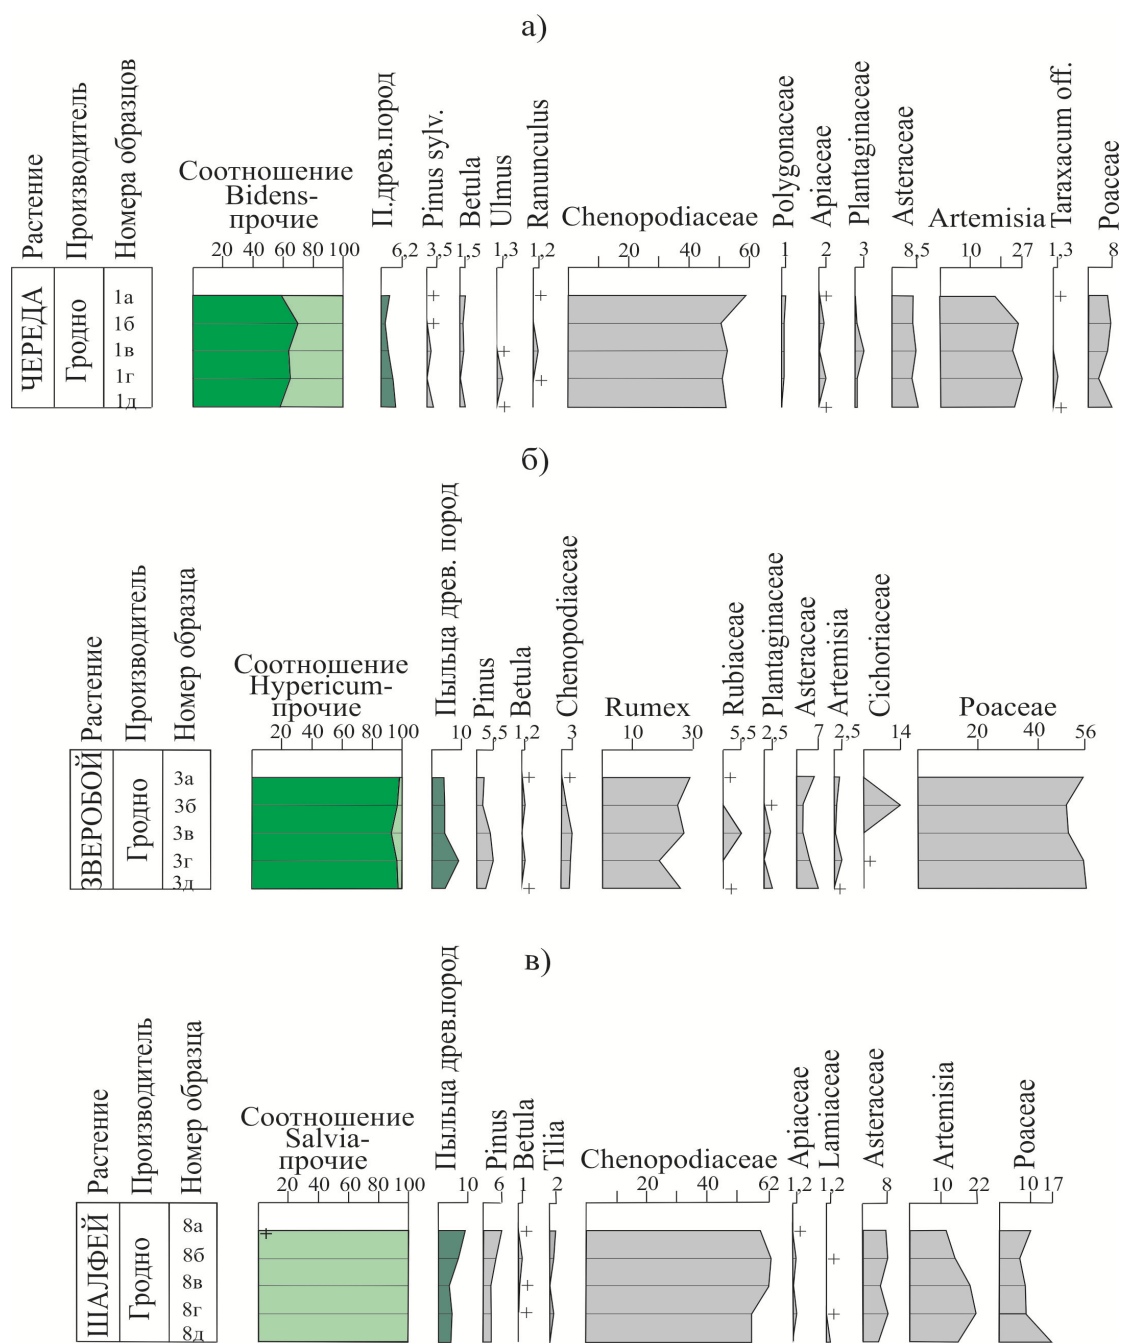 а)
Растение
Производитель
Номера образцов
Соотношение
Bidens-
прочие
П.древ.пород
Pinus sylv.
Betula
Ulmus
Ranunculus
Chenopodiaceae
Polygonaceae
Apiaceae
Plantaginaceae
Asteraceae
Artemisia
Taraxacum off.
Poaceae
20 40 60 80 100 6,2 3,5 1,5 1,3 1,2 20 40 60 1 2 3 8,5 10 27 1,3 8
ЧЕРЕДА
Гродно
1а + +
1б +
1в +
1г +
1д + + +
б)
Растение
Производитель
Номер образца
Соотношение
Hypericum-
прочие
Пыльца древ. пород
Pinus
Betula
Chenopodiaceae
Rumex
Rubiaceae
Plantaginaceae
Asteraceae
Artemisia
Cichoriaceae
Poaceae
20 40 60 80 100 10 5,5 1,2 3 10 30 5,5 2,5 7 2,5 14 20 40 56
ЗВЕРОБОЙ
Гродно
3а + + +
3б +
3в
3г +
3д + + +
в)
Растение
Производитель
Номер образца
Соотношение
Salvia-
прочие
Пыльца древ.пород
Pinus
Betula
Tilia
Chenopodiaceae
Apiaceae
Lamiaceae
Asteraceae
Artemisia
Poaceae
20 40 60 80 100 10 6 1 2 20 40 62 1,2 1,2 8 10 22 10 17
ШАЛФЕЙ
Гродно
8а + + +
8б +
8в +
8г + +
8д